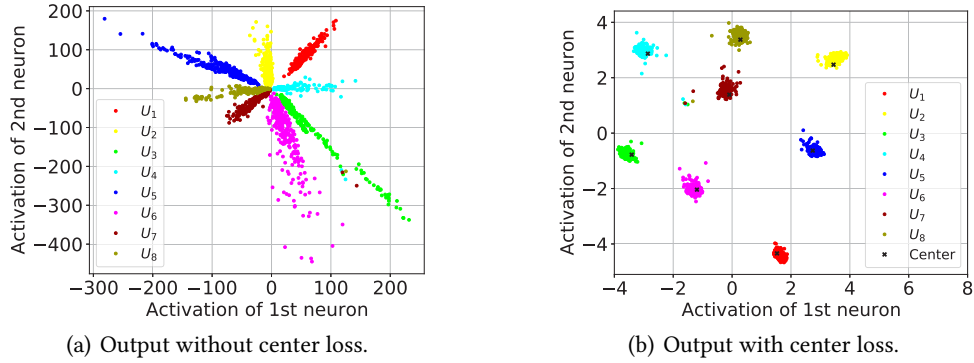 Activation of 2nd neuron
100
0
−100
−200
−300
−400
−300 −200 −100 0 100 200
Activation of 1st neuron
U1
U2
U3
U4
U5
U6
U7
U8
(a) Output without center loss.
Activation of 2nd neuron
4
2
0
−2
−4
−4 −2 0 2 4 6 8
Activation of 1st neuron
U1
U2
U3
U4
U5
U6
U7
U8
Center
(b) Output with center loss.